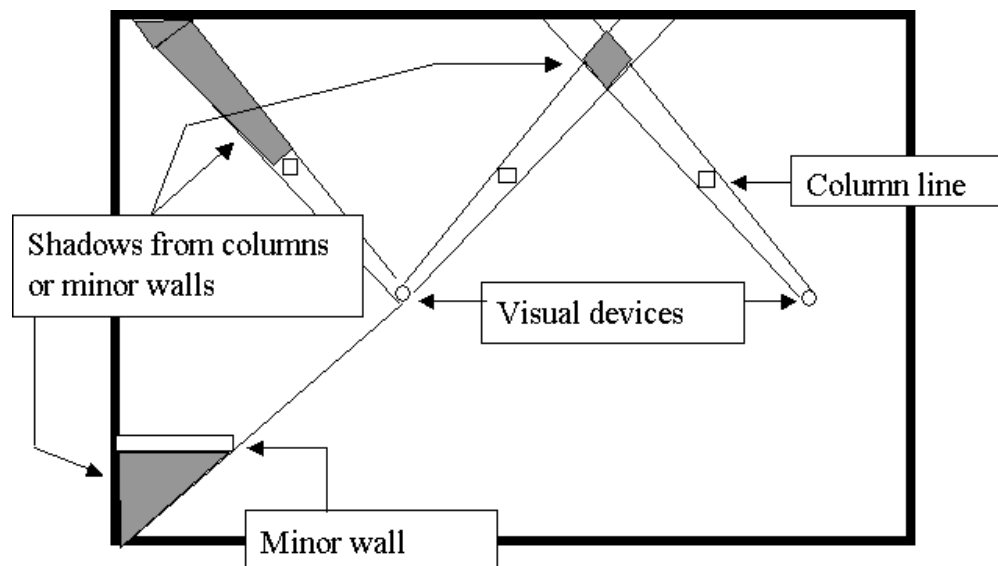 Column line
Shadows from columns
or minor walls
Visual devices
Minor wall